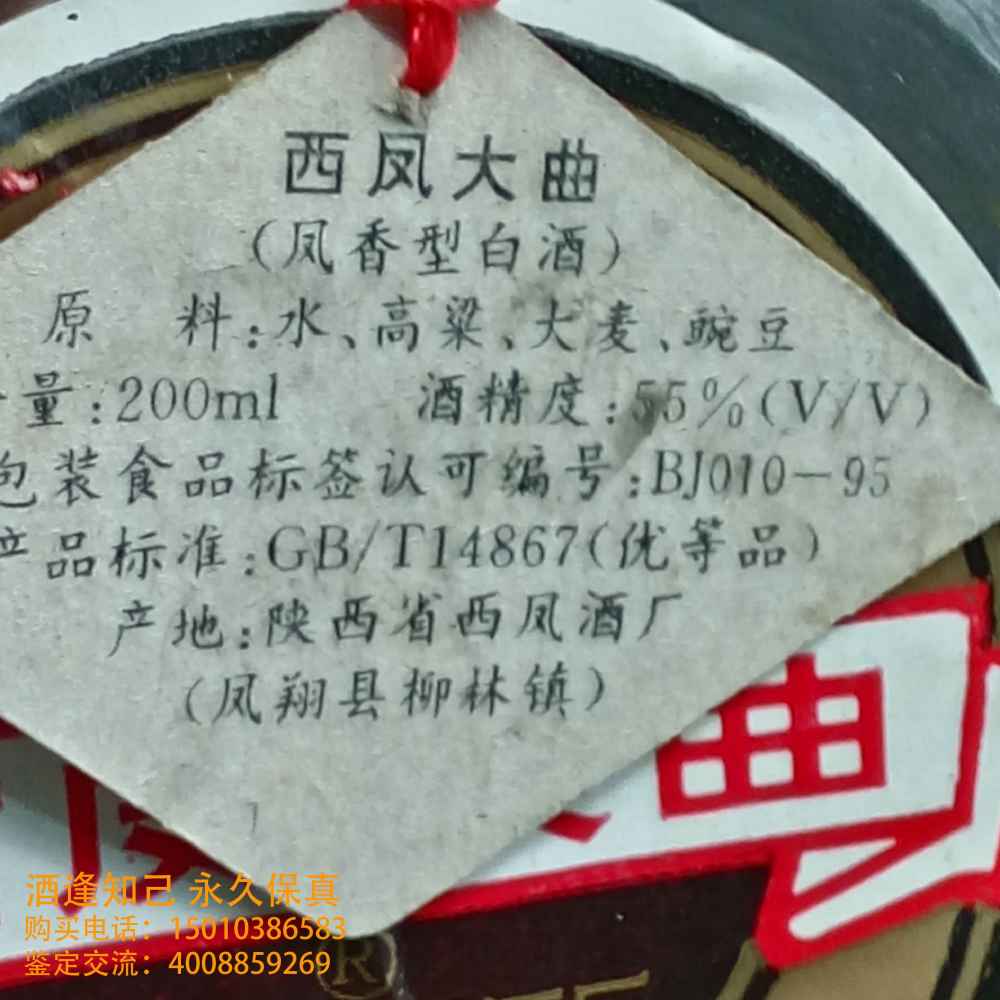 西凤大曲
(凤香型白酒)
原 料:水、高粱、大麦、豌豆
量:200ml 酒精度:55%(V/V)
包装食品标签认可编号:BJ010-95
产品标准:GB/T14867(优等品)
产地:陕西省西凤酒厂
(凤翔县柳林镇)
曲
酒逢知己 永久保真
购买电话：15010386583
鉴定交流：4008859269
®